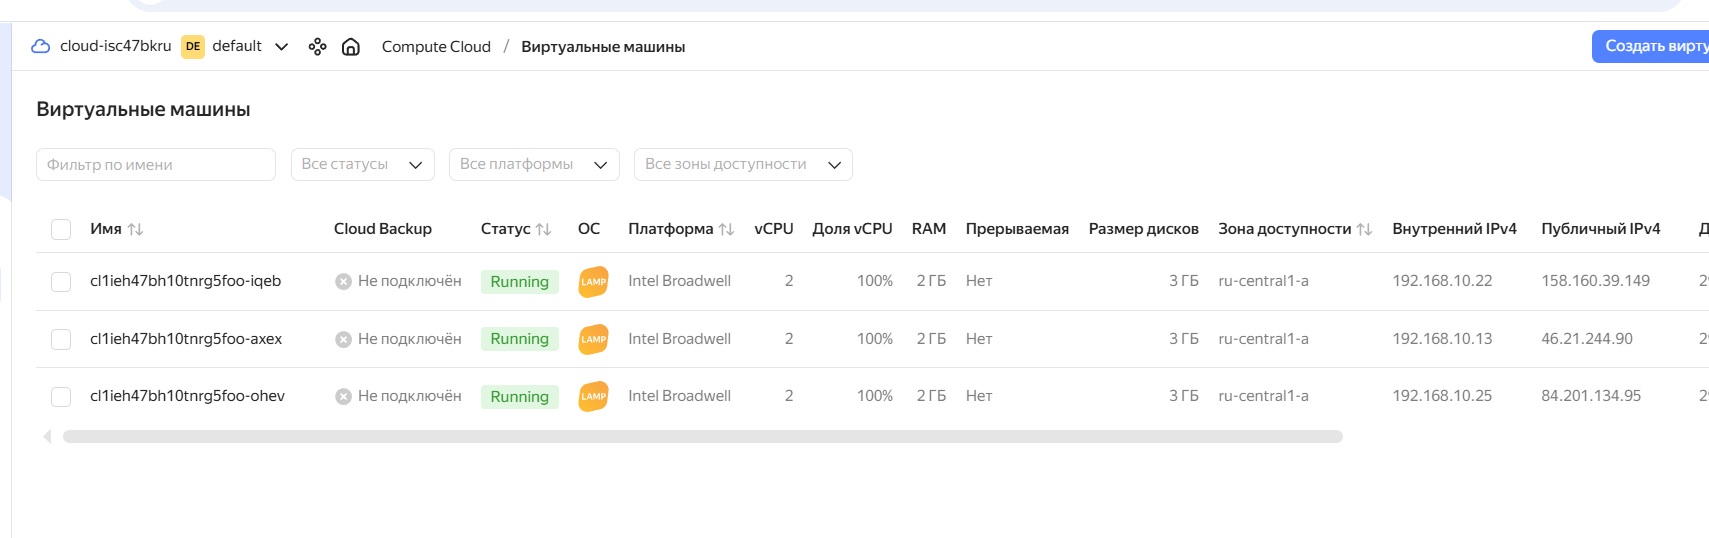 cloud-isc47bkru DE default Compute Cloud / Виртуальные машины Создать вирту
Виртуальные машины
Фильтр по имени Все статусы Все платформы Все зоны доступности
Имя Cloud Backup Статус ОС Платформа vCPU Доля vCPU RAM Прерываемая Размер дисков Зона доступности Внутренний IPv4 Публичный IPv4 Д
cl1ieh47bh10tnrg5foo-iqeb Не подключён Running LAMP Intel Broadwell 2 100% 2 ГБ Нет 3 ГБ ru-central1-a 192.168.10.22 158.160.39.149 2
cl1ieh47bh10tnrg5foo-axex Не подключён Running LAMP Intel Broadwell 2 100% 2 ГБ Нет 3 ГБ ru-central1-a 192.168.10.13 46.21.244.90 2
cl1ieh47bh10tnrg5foo-ohev Не подключён Running LAMP Intel Broadwell 2 100% 2 ГБ Нет 3 ГБ ru-central1-a 192.168.10.25 84.201.134.95 2